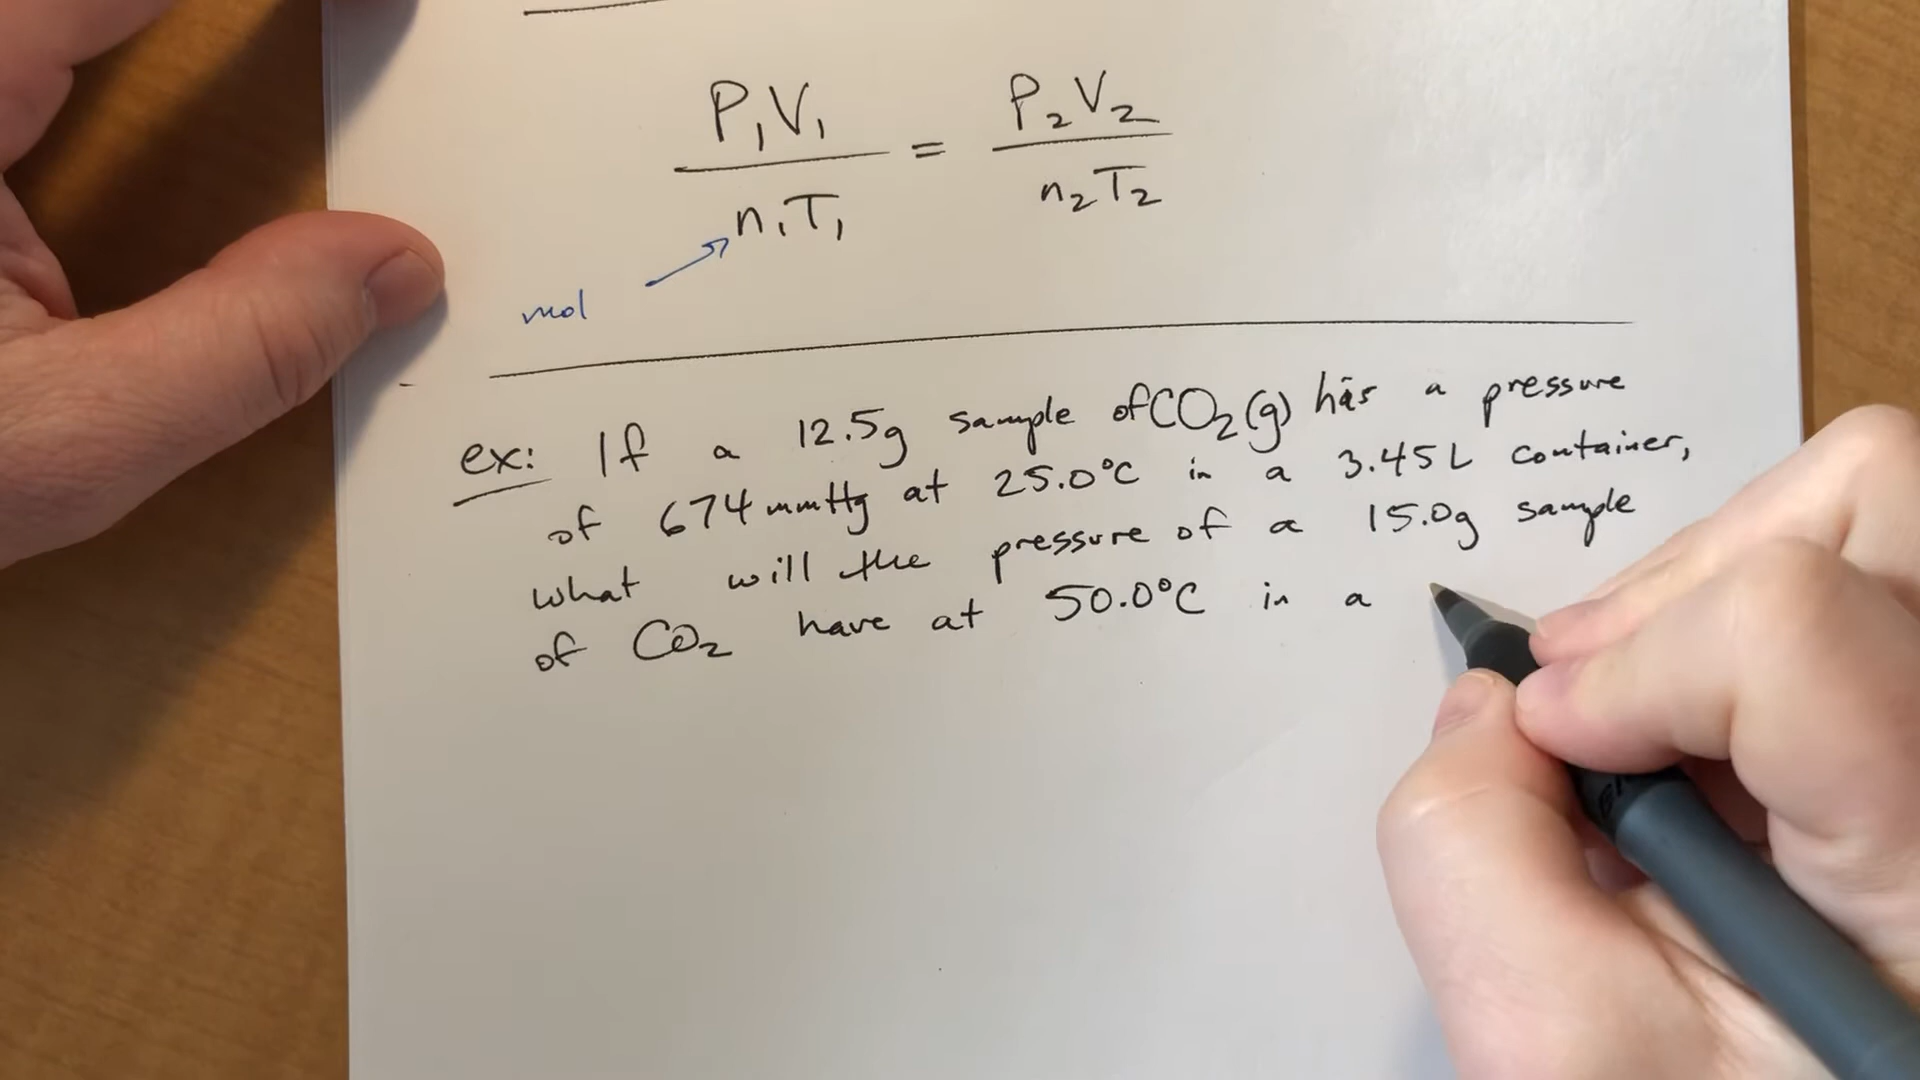 P₁V₁ / n₁T₁ = P₂V₂ / n₂T₂
mol
ex: If a 12.5g sample of CO₂(g) has a pressure
of 674 mmHg at 25.0°C in a 3.45 L container,
what will the pressure of a 15.0g sample
of CO₂ have at 50.0°C in a